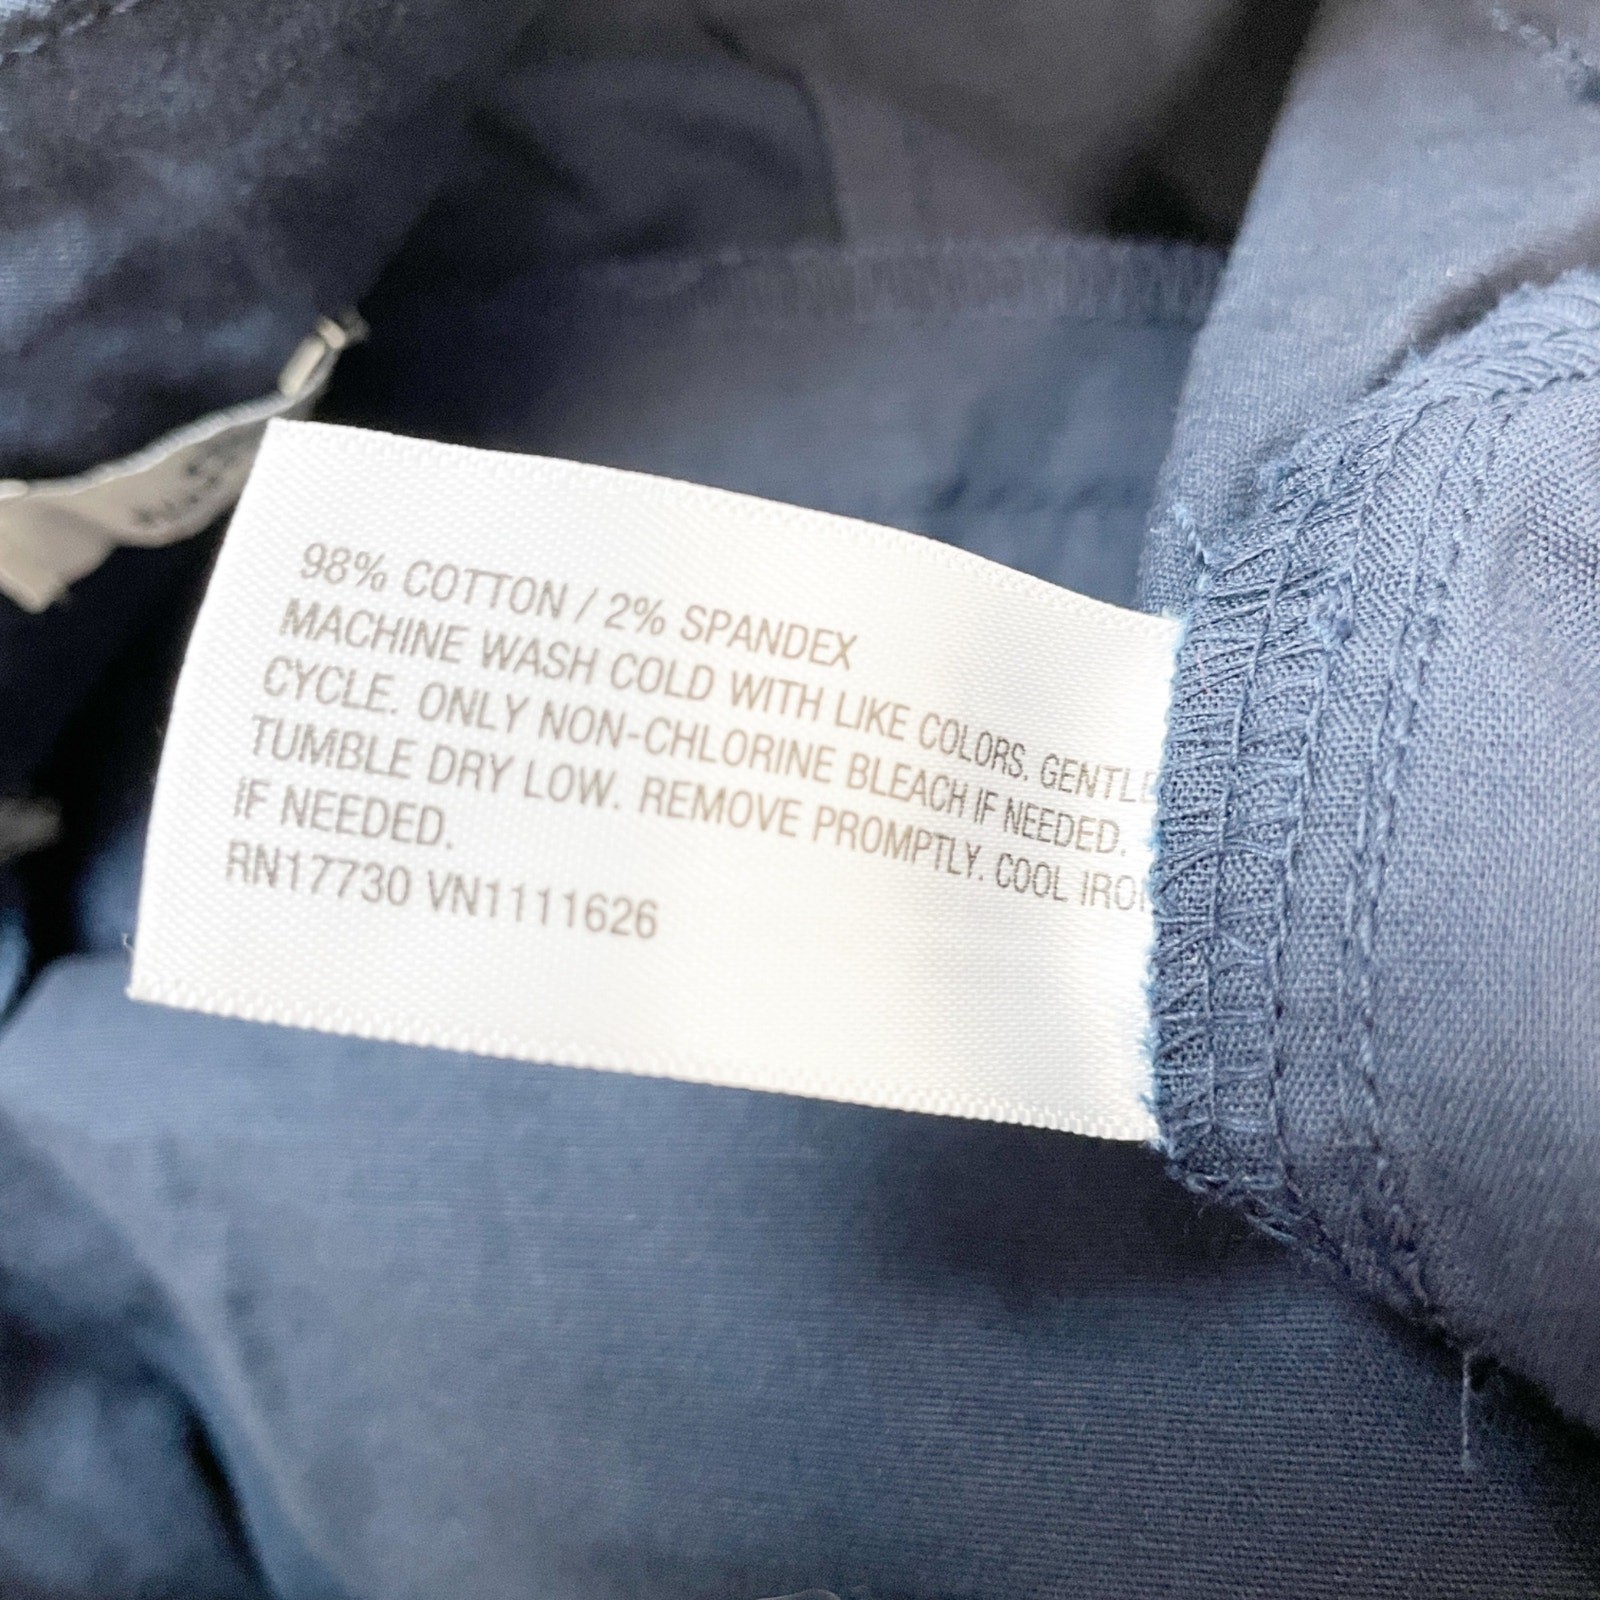 98% COTTON / 2% SPANDEX
MACHINE WASH COLD WITH LIKE COLORS. GENTLE
CYCLE. ONLY NON-CHLORINE BLEACH IF NEEDED.
TUMBLE DRY LOW. REMOVE PROMPTLY. COOL IRON
IF NEEDED.
RN17730 VN1111626